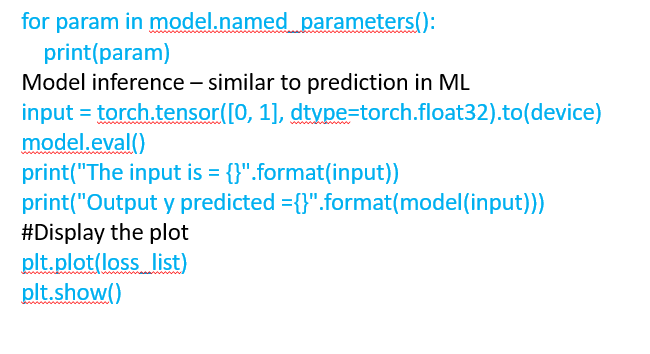 for param in model.named_parameters():
print(param)
Model inference – similar to prediction in ML
input = torch.tensor([0, 1], dtype=torch.float32).to(device)
model.eval()
print("The input is = {}".format(input))
print("Output y predicted ={}".format(model(input)))
#Display the plot
plt.plot(loss_list)
plt.show()